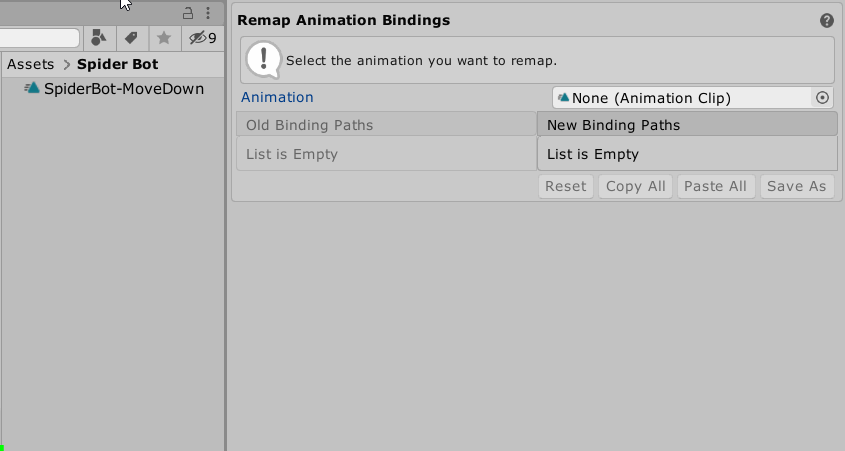 9
Assets > Spider Bot
SpiderBot-MoveDown
Remap Animation Bindings
Select the animation you want to remap.
Animation
None (Animation Clip)
Old Binding Paths
New Binding Paths
List is Empty
List is Empty
Reset
Copy All
Paste All
Save As